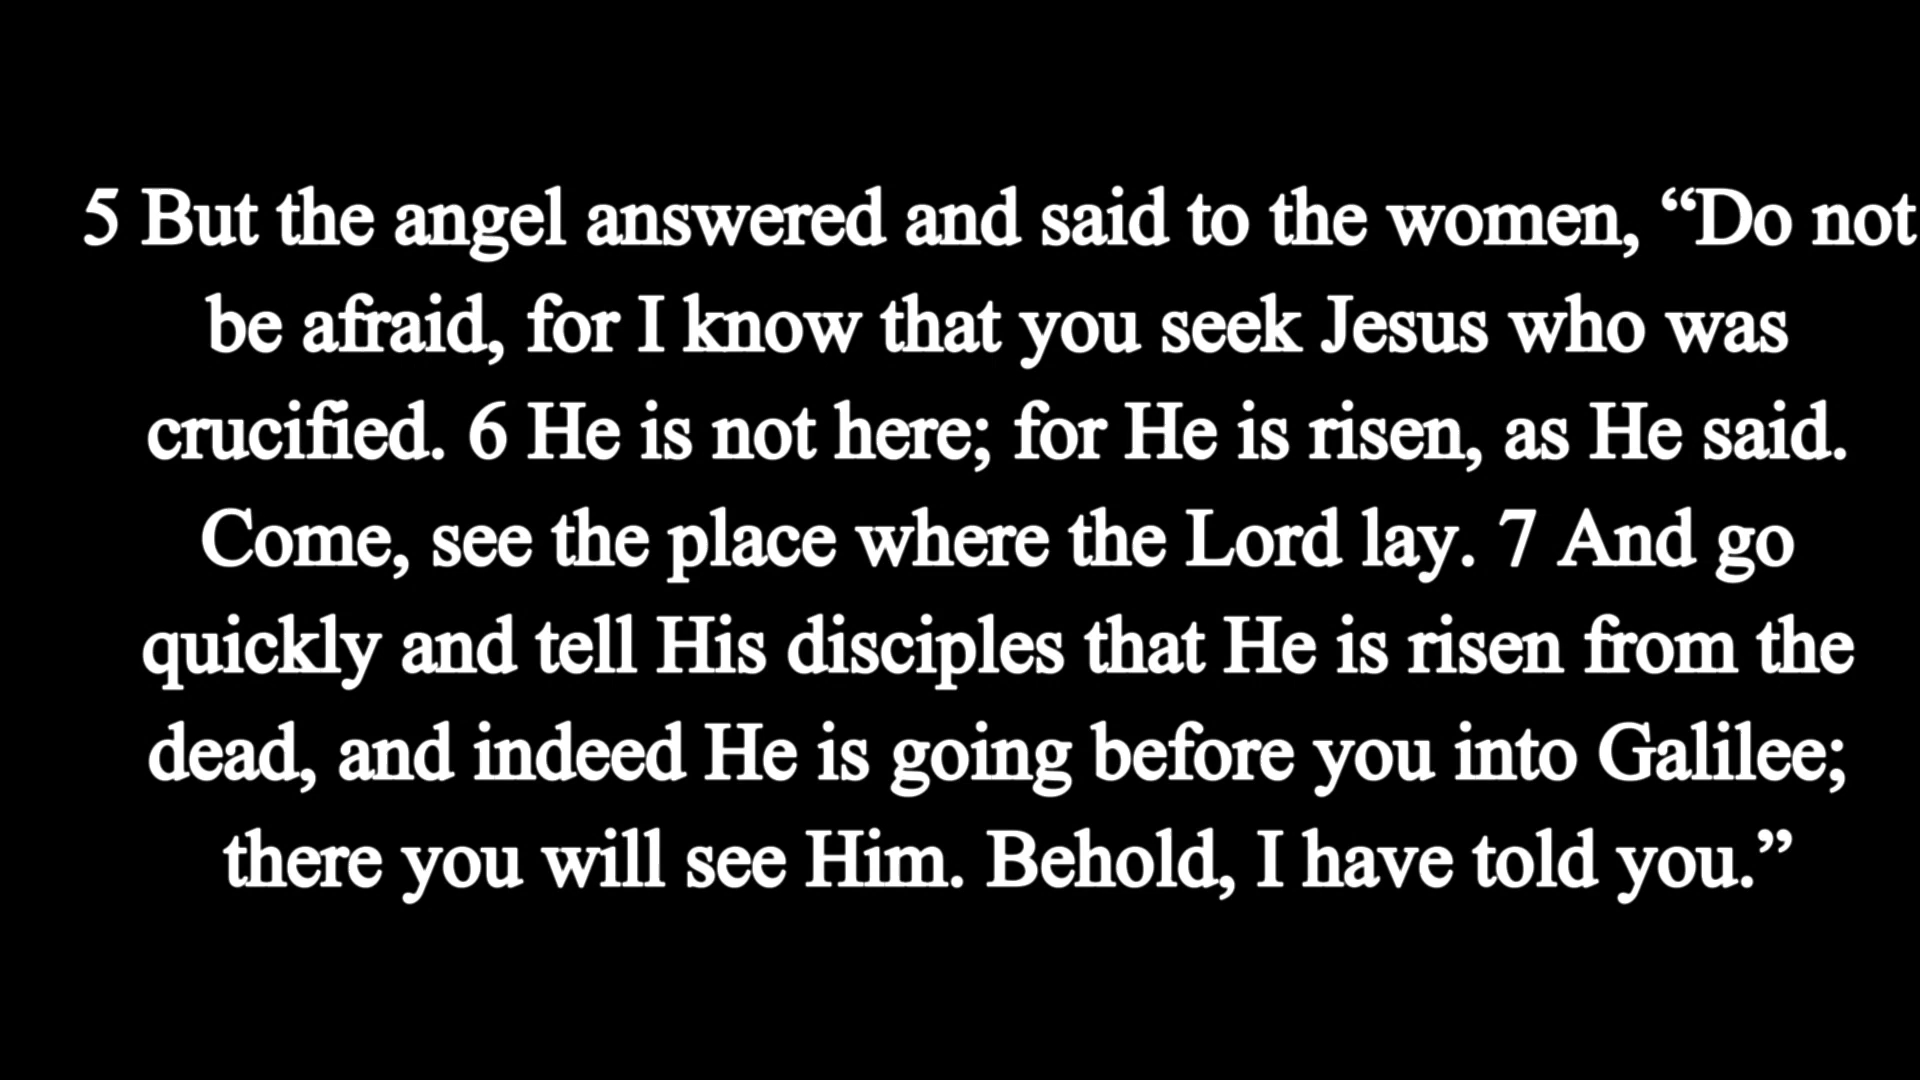 5 But the angel answered and said to the women, “Do not
be afraid, for I know that you seek Jesus who was
crucified. 6 He is not here; for He is risen, as He said.
Come, see the place where the Lord lay. 7 And go
quickly and tell His disciples that He is risen from the
dead, and indeed He is going before you into Galilee;
there you will see Him. Behold, I have told you.”